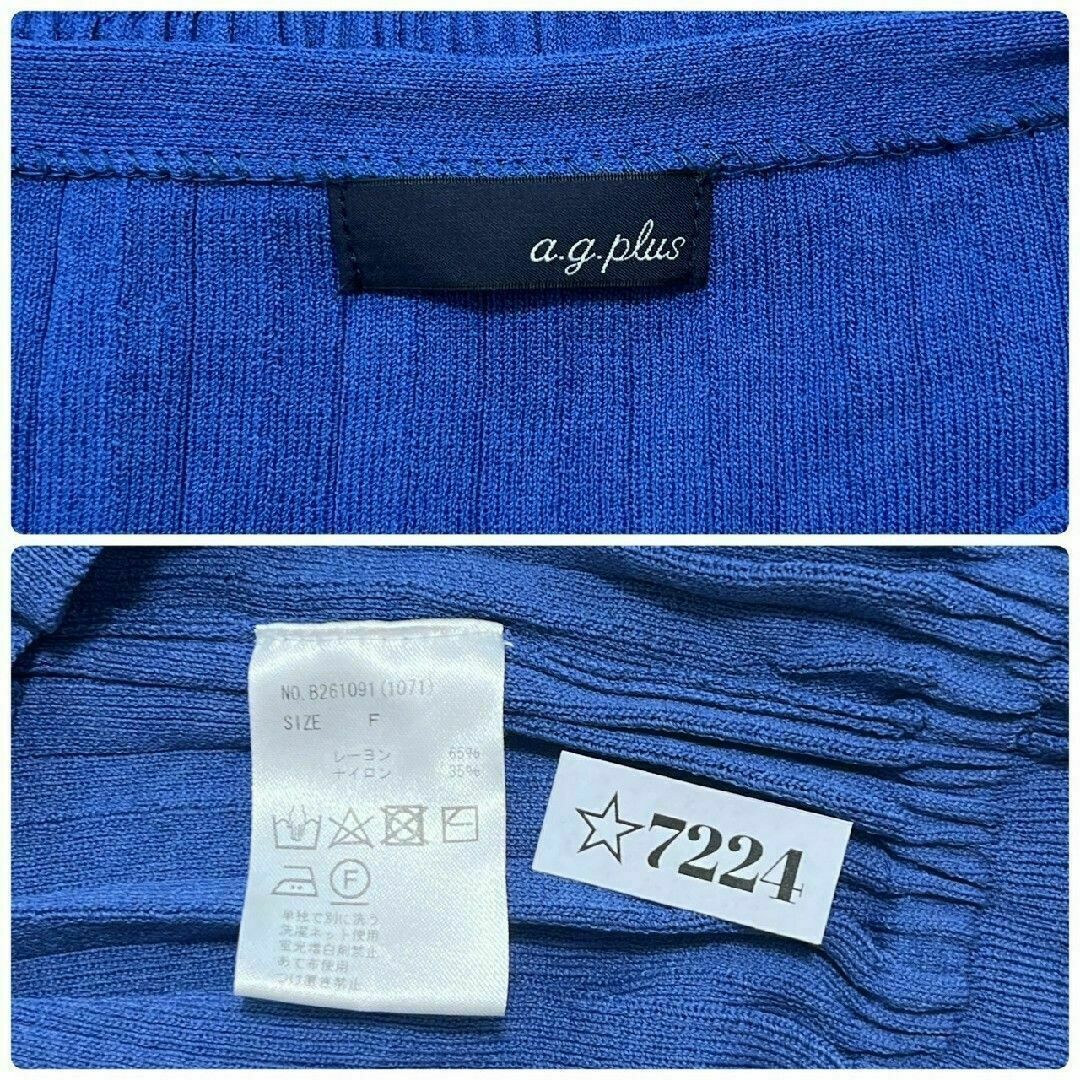 a.g.plus
NO. B261091(1071)
SIZE F
レーヨン 65%
ナイロン 35%
F
単独で別に洗う
洗濯ネット使用
蛍光増白剤禁止
あて布使用
つけ置き禁止
☆7224